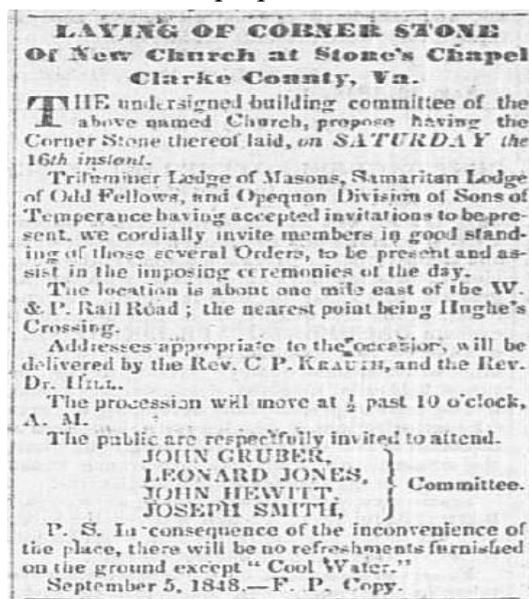 LAYING OF CORNER STONE
Of New Church at Stone's Chapel
Clarke County, Va.
THE undersigned building committee of the
above named Church, propose having the
Corner Stone thereof laid, on SATURDAY the
16th instant.
Triluminer Lodge of Masons, Samaritan Lodge
of Odd Fellows, and Opequon Division of Sons of
Temperance having accepted invitations to be pre-
sent, we cordially invite members in good stand-
ing of those several Orders, to be present and as-
sist in the imposing ceremonies of the day.
The location is about one mile east of the W.
& P. Rail Road; the nearest point being Hughe's
Crossing.
Addresses appropriate to the occasion, will be
delivered by the Rev. C P. KRAUTH, and the Rev.
Dr. HILL.
The procession will move at ½ past 10 o'clock,
A. M.
The public are respectfully invited to attend.
JOHN GRUBER,
LEONARD JONES,
JOHN HEWITT,
JOSEPH SMITH,
Committee.
P. S. In consequence of the inconvenience of
the place, there will be no refreshments furnished
on the ground except "Cool Water."
September 5, 1848.—F. P. Copy.